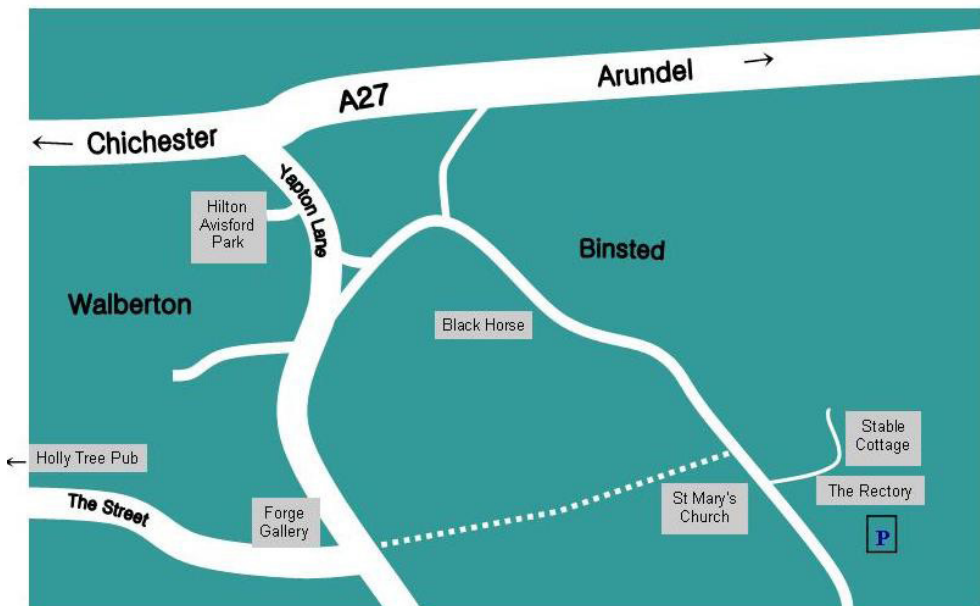 Arundel
A27
Chichester
Yapton Lane
Hilton
Avisford
Park
Binsted
Walberton
Black Horse
Holly Tree Pub
Stable
Cottage
The Rectory
St Mary's
Church
The Street
Forge
Gallery
P